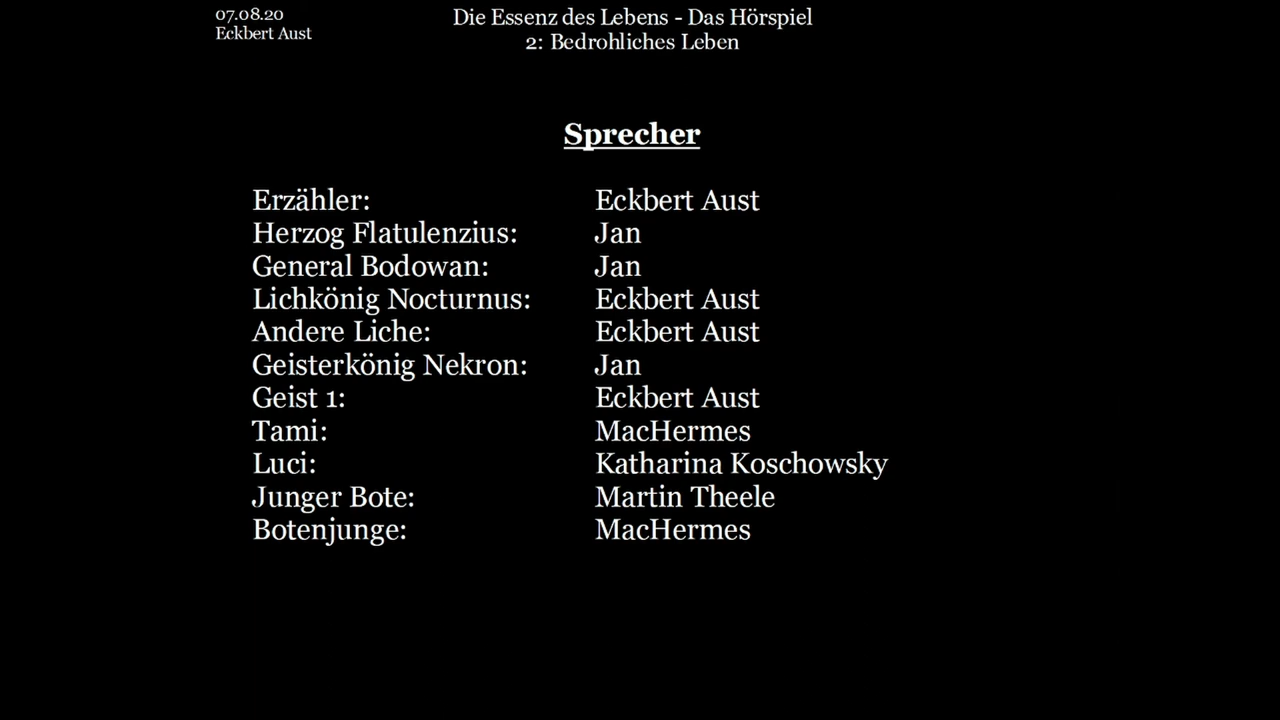 07.08.20
Eckbert Aust
Die Essenz des Lebens - Das Hörspiel
2: Bedrohliches Leben
Sprecher
Erzähler: Eckbert Aust
Herzog Flatulenzius: Jan
General Bodowan: Jan
Lichkönig Nocturnus: Eckbert Aust
Andere Liche: Eckbert Aust
Geisterkönig Nekron: Jan
Geist 1: Eckbert Aust
Tami: MacHermes
Luci: Katharina Koschowsky
Junger Bote: Martin Theele
Botenjunge: MacHermes